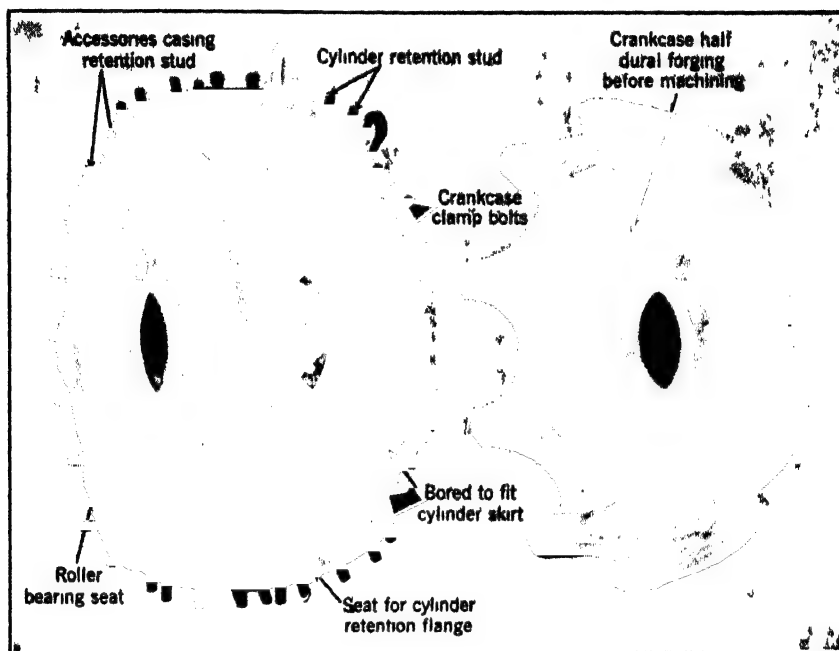 Accessories casing
retention stud
Cylinder retention stud
Crankcase half
dural forging
before machining
Crankcase
clamp bolts
Bored to fit
cylinder skirt
Roller
bearing seat
Seat for cylinder
retention flange